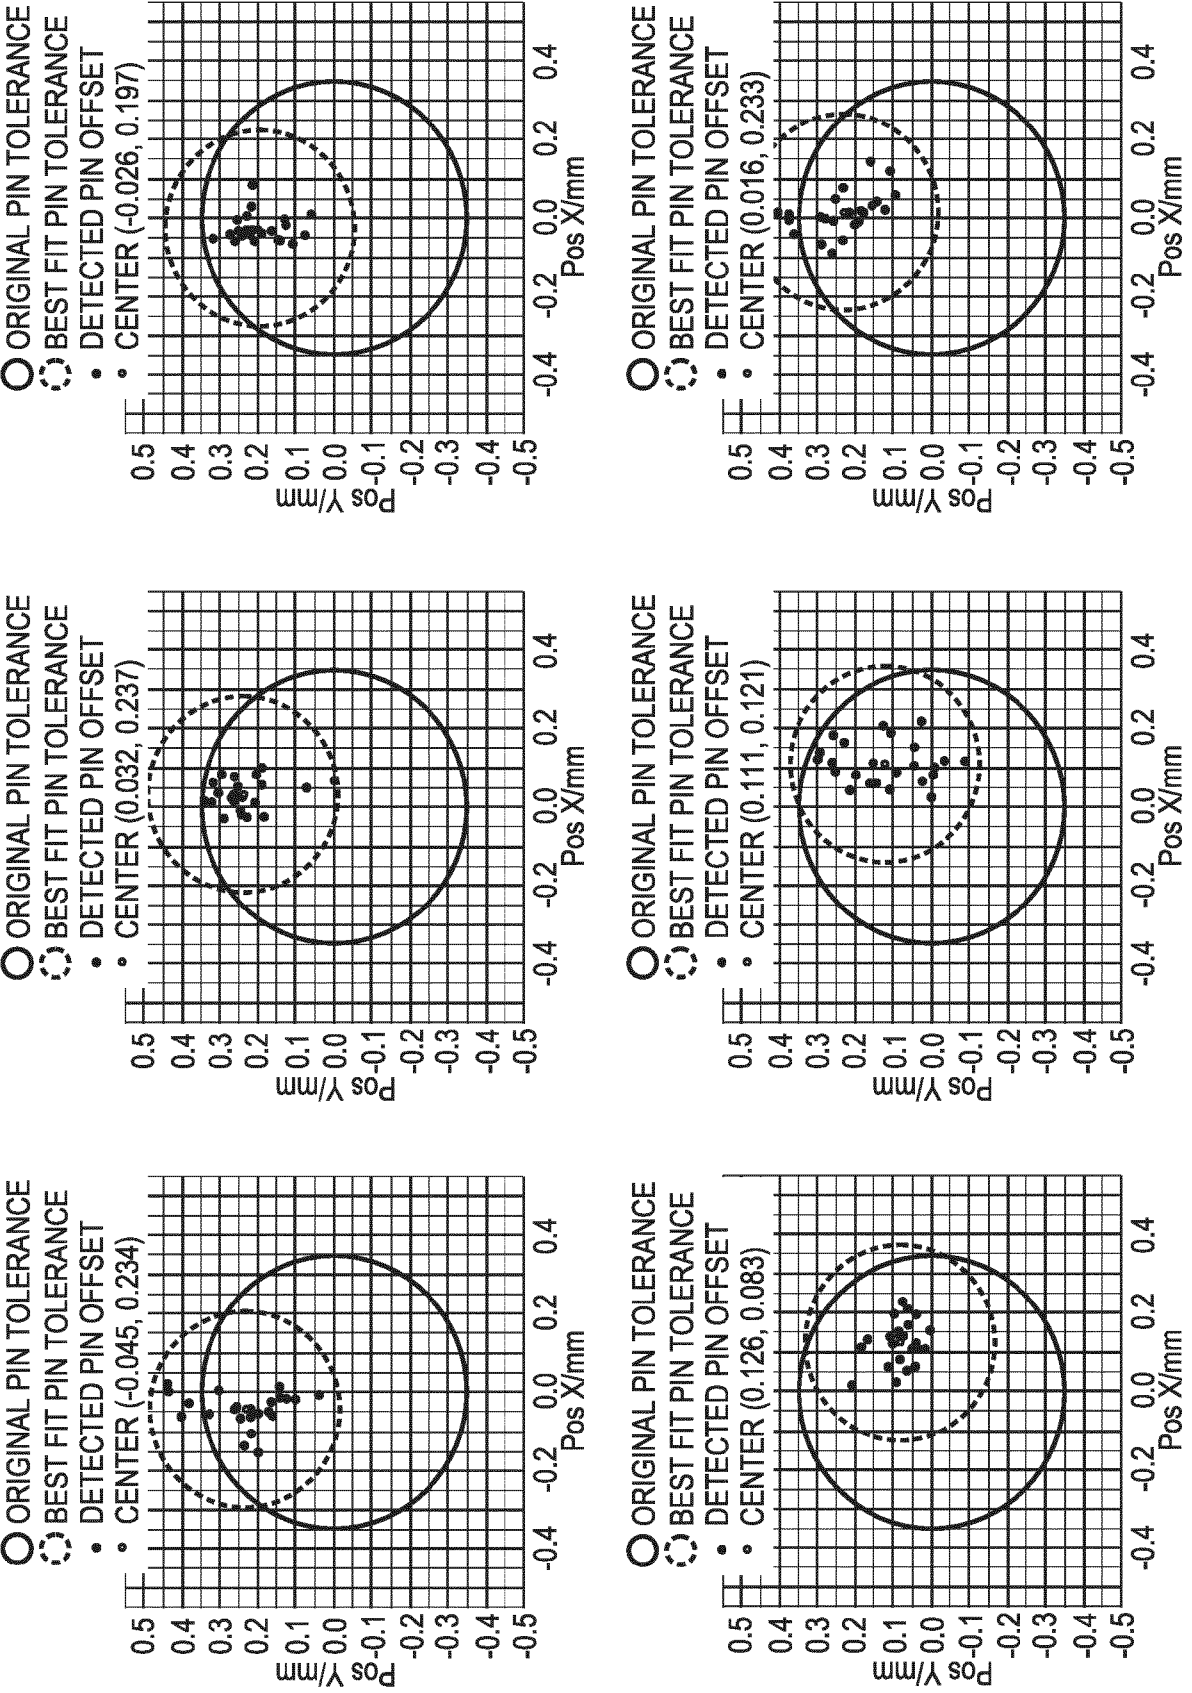 ORIGINAL PIN TOLERANCE
BEST FIT PIN TOLERANCE
DETECTED PIN OFFSET
CENTER (-0.045, 0.234)
0.5
0.4
0.3
0.2
0.1
0.0
-0.1
-0.2
-0.3
-0.4
-0.5
Pos Y/mm
-0.4 -0.2 0.0 0.2 0.4
Pos X/mm
ORIGINAL PIN TOLERANCE
BEST FIT PIN TOLERANCE
DETECTED PIN OFFSET
CENTER (0.032, 0.237)
0.5
0.4
0.3
0.2
0.1
0.0
-0.1
-0.2
-0.3
-0.4
-0.5
Pos Y/mm
-0.4 -0.2 0.0 0.2 0.4
Pos X/mm
ORIGINAL PIN TOLERANCE
BEST FIT PIN TOLERANCE
DETECTED PIN OFFSET
CENTER (-0.026, 0.197)
0.5
0.4
0.3
0.2
0.1
0.0
-0.1
-0.2
-0.3
-0.4
-0.5
Pos Y/mm
-0.4 -0.2 0.0 0.2 0.4
Pos X/mm
ORIGINAL PIN TOLERANCE
BEST FIT PIN TOLERANCE
DETECTED PIN OFFSET
CENTER (0.126, 0.083)
0.5
0.4
0.3
0.2
0.1
0.0
-0.1
-0.2
-0.3
-0.4
-0.5
Pos Y/mm
-0.4 -0.2 0.0 0.2 0.4
Pos X/mm
ORIGINAL PIN TOLERANCE
BEST FIT PIN TOLERANCE
DETECTED PIN OFFSET
CENTER (0.111, 0.121)
0.5
0.4
0.3
0.2
0.1
0.0
-0.1
-0.2
-0.3
-0.4
-0.5
Pos Y/mm
-0.4 -0.2 0.0 0.2 0.4
Pos X/mm
ORIGINAL PIN TOLERANCE
BEST FIT PIN TOLERANCE
DETECTED PIN OFFSET
CENTER (0.016, 0.233)
0.5
0.4
0.3
0.2
0.1
0.0
-0.1
-0.2
-0.3
-0.4
-0.5
Pos Y/mm
-0.4 -0.2 0.0 0.2 0.4
Pos X/mm